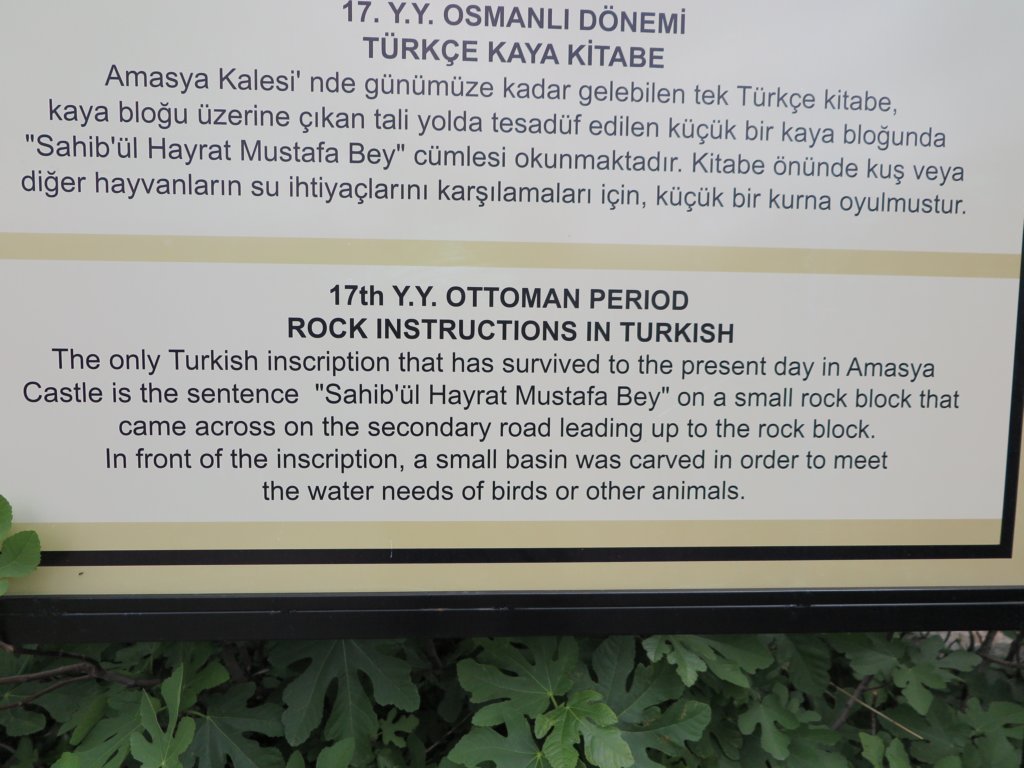 17. Y.Y. OSMANLI DÖNEMİ
TÜRKÇE KAYA KİTABE
Amasya Kalesi' nde günümüze kadar gelebilen tek Türkçe kitabe,
kaya bloğu üzerine çıkan tali yolda tesadüf edilen küçük bir kaya bloğunda
"Sahib'ül Hayrat Mustafa Bey" cümlesi okunmaktadır. Kitabe önünde kuş veya
diğer hayvanların su ihtiyaçlarını karşılamaları için, küçük bir kurna oyulmustur.
17th Y.Y. OTTOMAN PERIOD
ROCK INSTRUCTIONS IN TURKISH
The only Turkish inscription that has survived to the present day in Amasya
Castle is the sentence "Sahib'ül Hayrat Mustafa Bey" on a small rock block that
came across on the secondary road leading up to the rock block.
In front of the inscription, a small basin was carved in order to meet
the water needs of birds or other animals.